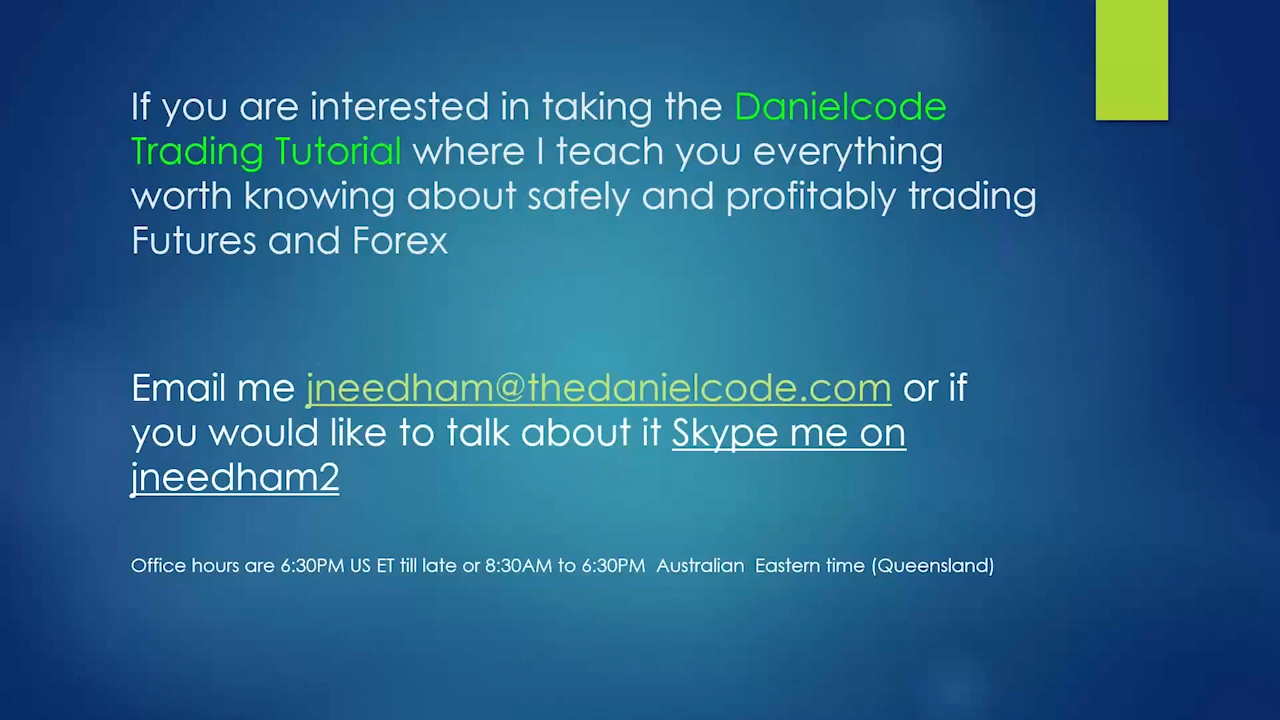 If you are interested in taking the Danielcode
Trading Tutorial where I teach you everything
worth knowing about safely and profitably trading
Futures and Forex
Email me jneedham@thedanielcode.com or if
you would like to talk about it Skype me on
jneedham2
Office hours are 6:30PM US ET till late or 8:30AM to 6:30PM  Australian  Eastern time (Queensland)